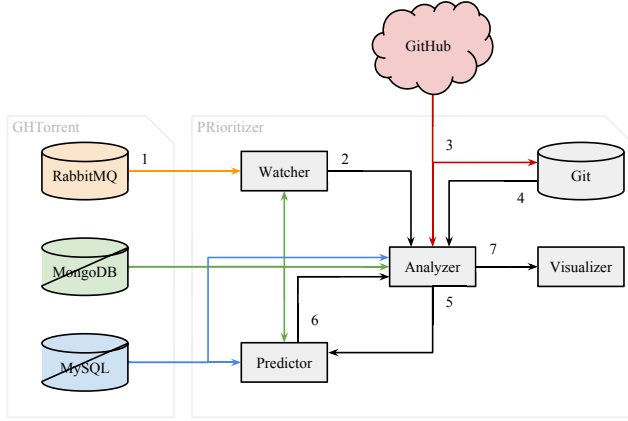 GitHub
GHTorrent
PRioritizer
RabbitMQ
1
Watcher
2
3
Git
4
MongoDB
Analyzer
7
Visualizer
5
6
MySQL
Predictor